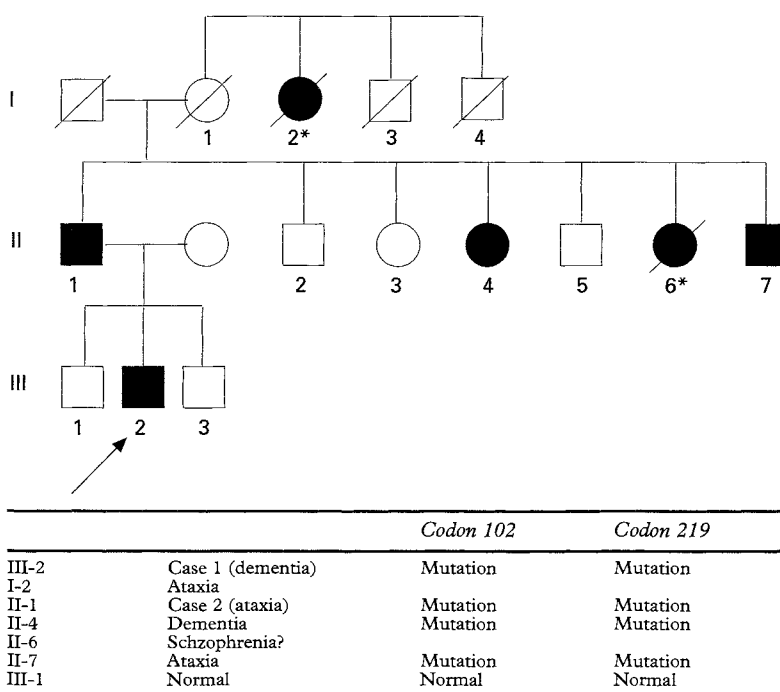 I
1 2* 3 4
II
1 2 3 4 5 6* 7
III
1 2 3
Codon 102 Codon 219
III-2 Case 1 (dementia) Mutation Mutation
I-2 Ataxia
II-1 Case 2 (ataxia) Mutation Mutation
II-4 Dementia Mutation Mutation
II-6 Schzophrenia?
II-7 Ataxia Mutation Mutation
III-1 Normal Normal Normal